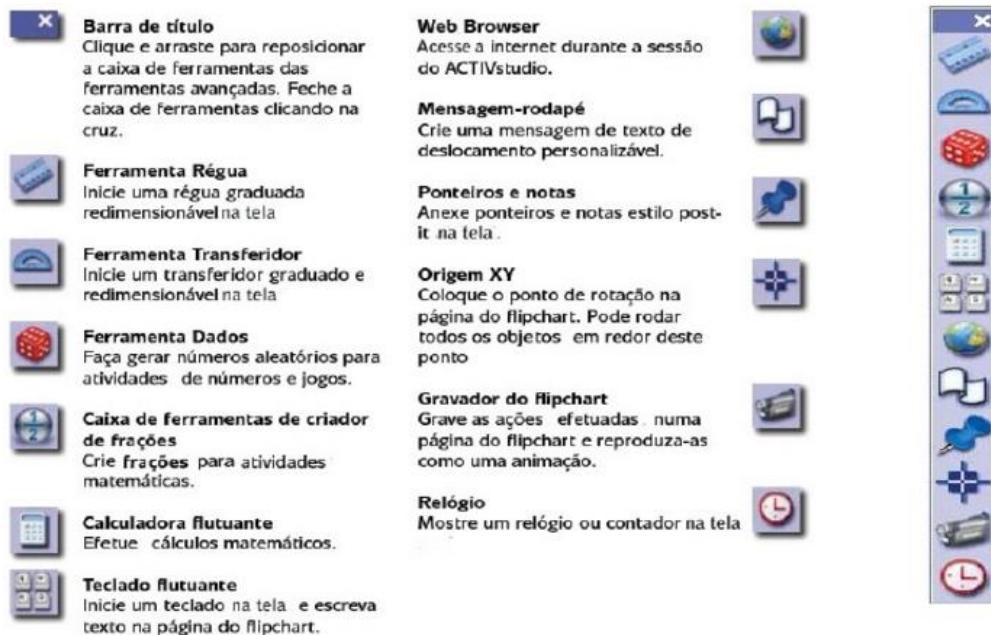 Barra de título
Clique e arraste para reposicionar
a caixa de ferramentas das
ferramentas avançadas. Feche a
caixa de ferramentas clicando na
cruz.
Ferramenta Régua
Inicie uma régua graduada
redimensionável na tela
Ferramenta Transferidor
Inicie um transferidor graduado e
redimensionável na tela
Ferramenta Dados
Faça gerar números aleatórios para
atividades de números e jogos.
Caixa de ferramentas de criador
de frações
Crie frações para atividades
matemáticas.
Calculadora flutuante
Efetue cálculos matemáticos.
Teclado flutuante
Inicie um teclado na tela e escreva
texto na página do flipchart.
Web Browser
Acesse a internet durante a sessão
do ACTIVstudio.
Mensagem-rodapé
Crie uma mensagem de texto de
deslocamento personalizável.
Ponteiros e notas
Anexe ponteiros e notas estilo post-
it na tela .
Origem XY
Coloque o ponto de rotação na
página do flipchart. Pode rodar
todos os objetos em redor deste
ponto
Gravador do flipchart
Grave as ações efetuadas . numa
página do flipchart e reproduza-as
como uma animação.
Relógio
Mostre um relógio ou contador na tela